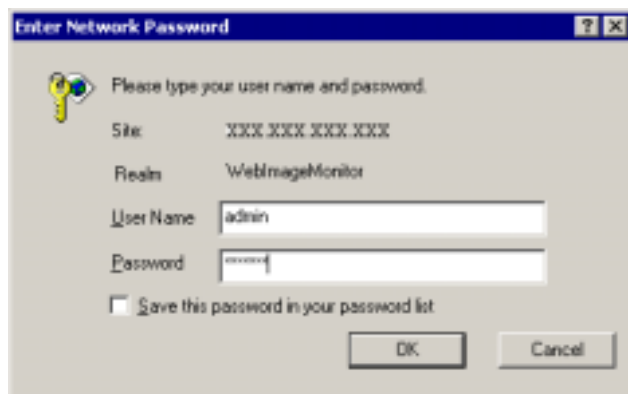 Enter Network Password
Please type your user name and password.
Site: XXX.XXX.XXX.XXX
Realm WebImageMonitor
User Name admin
Password *******
Save this password in your password list
OK Cancel